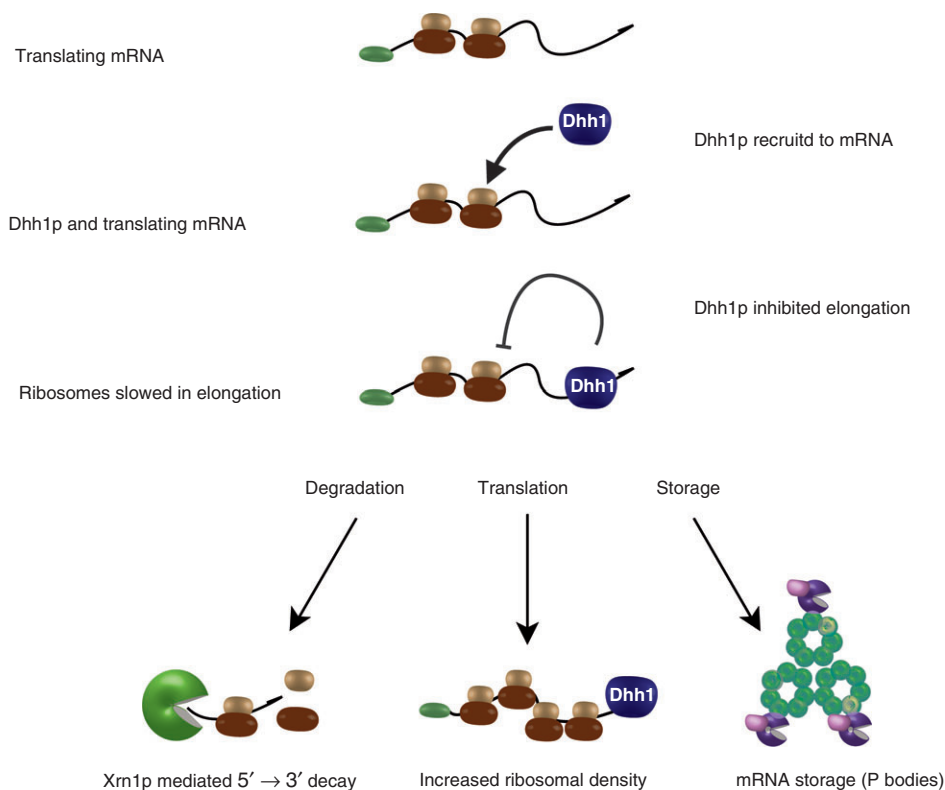 Translating mRNA
Dhh1
Dhh1p recruitd to mRNA
Dhh1p and translating mRNA
Dhh1p inhibited elongation
Dhh1
Ribosomes slowed in elongation
Degradation
Translation
Storage
Dhh1
Xrn1p mediated 5′ → 3′ decay
Increased ribosomal density
mRNA storage (P bodies)